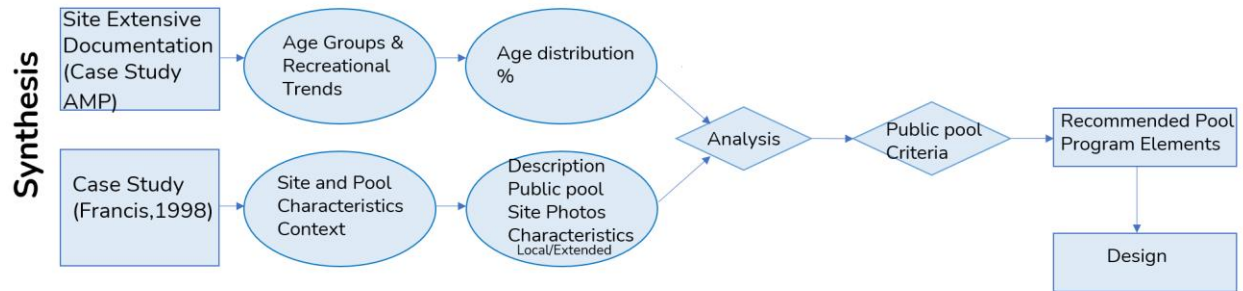 Synthesis
Site Extensive
Documentation
(Case Study
AMP)
Age Groups &
Recreational
Trends
Age distribution
%
Case Study
(Francis,1998)
Site and Pool
Characteristics
Context
Description
Public pool
Site Photos
Characteristics
Local/Extended
Analysis
Public pool
Criteria
Recommended Pool
Program Elements
Design